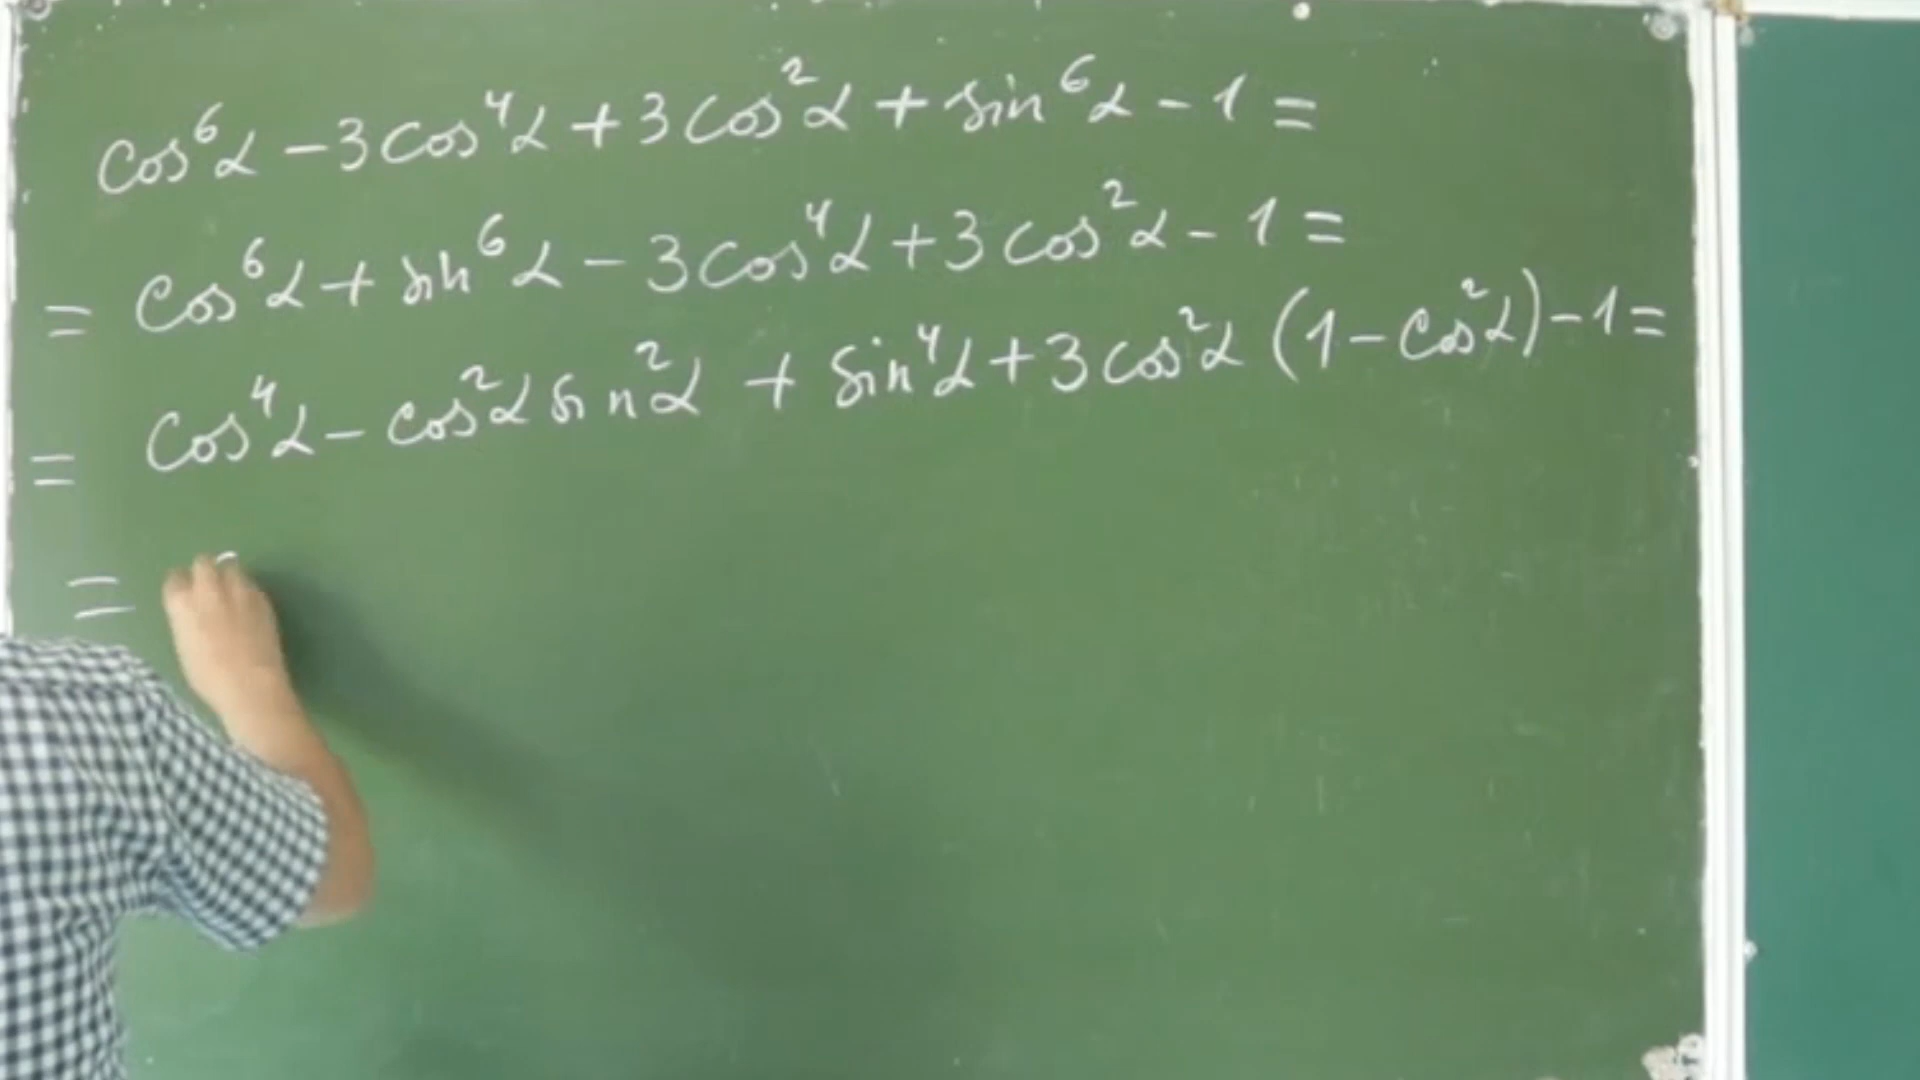 cos⁶α − 3cos⁴α + 3cos²α + sin⁶α − 1 =
= cos⁶α + sin⁶α − 3cos⁴α + 3cos²α − 1 =
= cos⁴α − cos²α sin²α + sin⁴α + 3cos²α (1 − cos²α) − 1 =
=